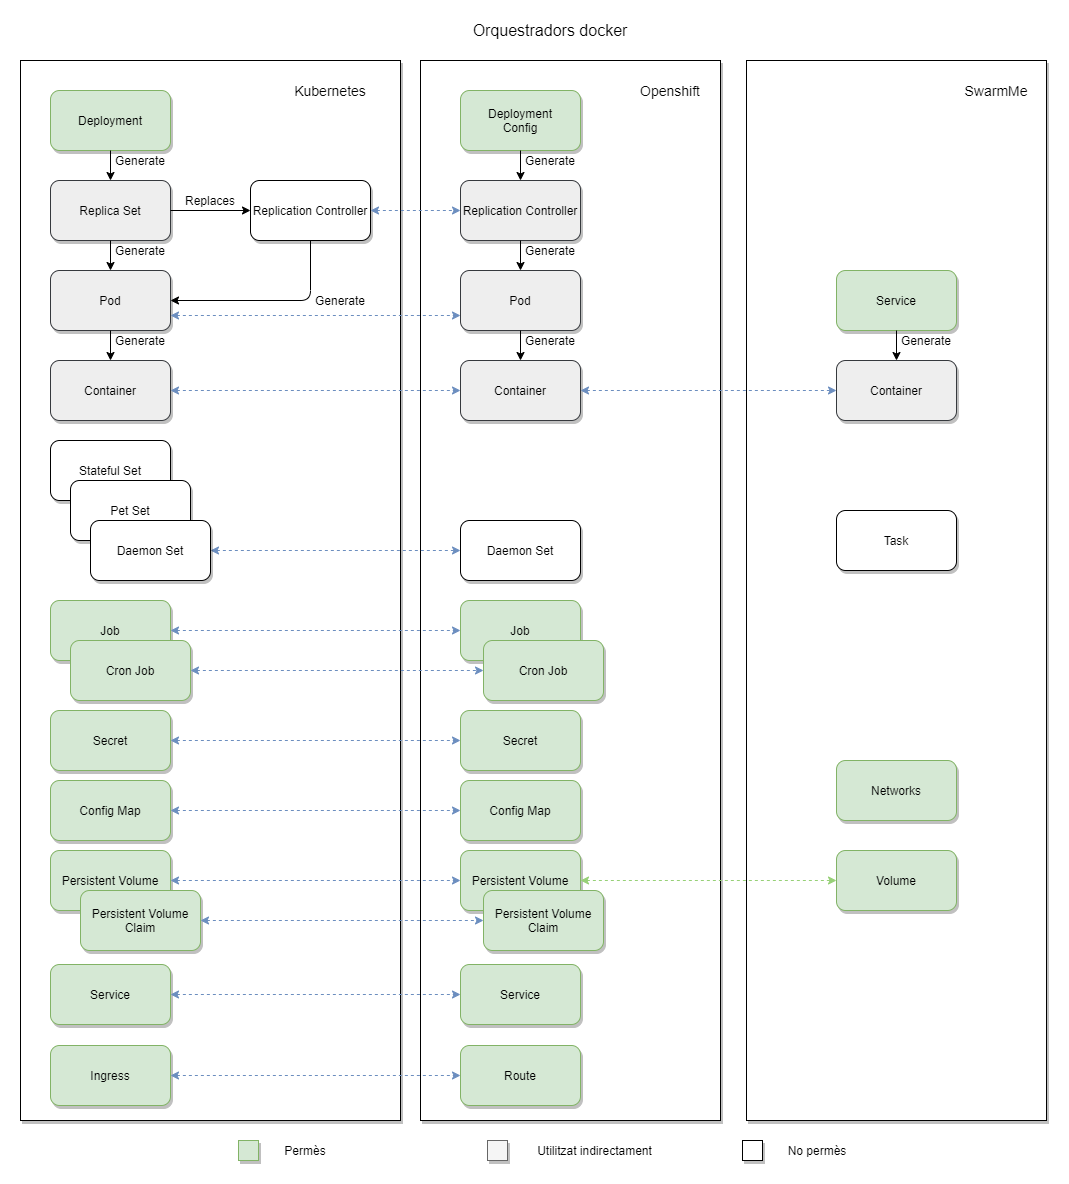 Orquestradors docker
Kubernetes
Deployment
Generate
Replica Set
Replaces
Replication Controller
Generate
Pod
Generate
Generate
Container
Stateful Set
Pet Set
Daemon Set
Job
Cron Job
Secret
Config Map
Persistent Volume
Persistent Volume
Claim
Service
Ingress
Openshift
Deployment
Config
Generate
Replication Controller
Generate
Pod
Generate
Container
Daemon Set
Job
Cron Job
Secret
Config Map
Persistent Volume
Persistent Volume
Claim
Service
Route
SwarmMe
Service
Generate
Container
Task
Networks
Volume
Permès
Utilitzat indirectament
No permès